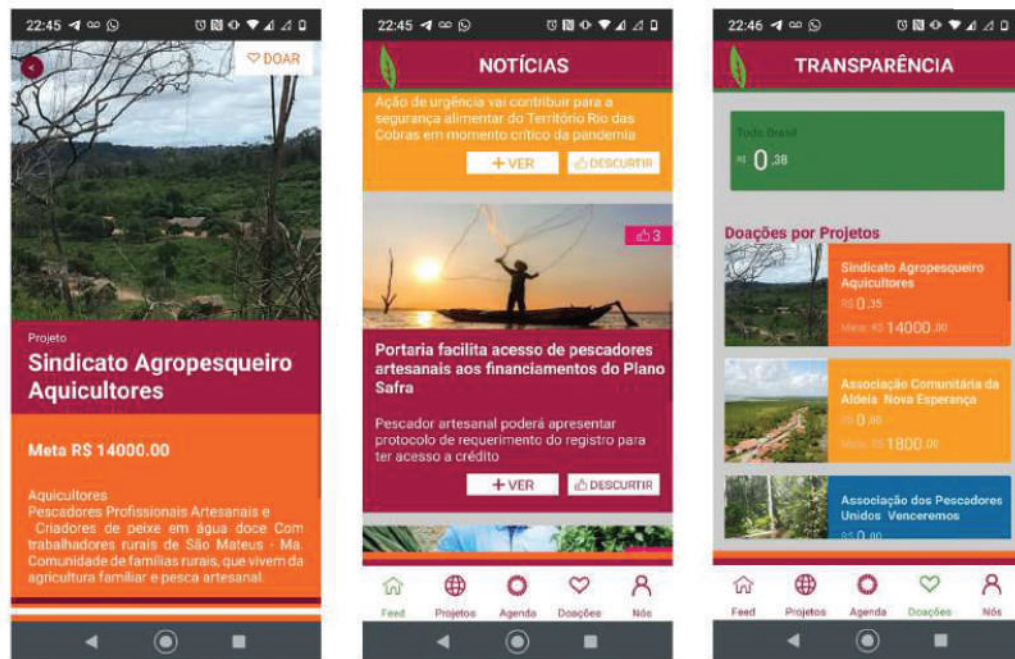 22:45
< DOAR
Projeto
Sindicato Agropesqueiro
Aquicultores
Meta R$ 14000.00
Aquicultores
Pescadores Profissionais Artesanais e
Criadores de peixe em água doce Com
trabalhadores rurais de São Mateus - Ma.
Comunidade de famílias rurais, que vivem da
agricultura familiar e pesca artesanal.
22:45
NOTÍCIAS
Ação de urgência vai contribuir para a
segurança alimentar do Território Rio das
Cobras em momento crítico da pandemia
+ VER DESCURTIR
3
Portaria facilita acesso de pescadores
artesanais aos financiamentos do Plano
Safra
Pescador artesanal poderá apresentar
protocolo de requerimento do registro para
ter acesso a crédito
+ VER DESCURTIR
Feed Projetos Agenda Doações Nós
22:46
TRANSPARÊNCIA
Todo Brasil
R$ 0,38
Doações por Projetos
Sindicato Agropesqueiro
Aquicultores
R$ 0,35
Meta: R$ 14000,00
Associação Comunitária da
Aldeia Nova Esperança
R$ 0,00
Meta: R$ 1800,00
Associação dos Pescadores
Unidos Venceremos
R$ 0,00
Feed Projetos Agenda Doações Nós